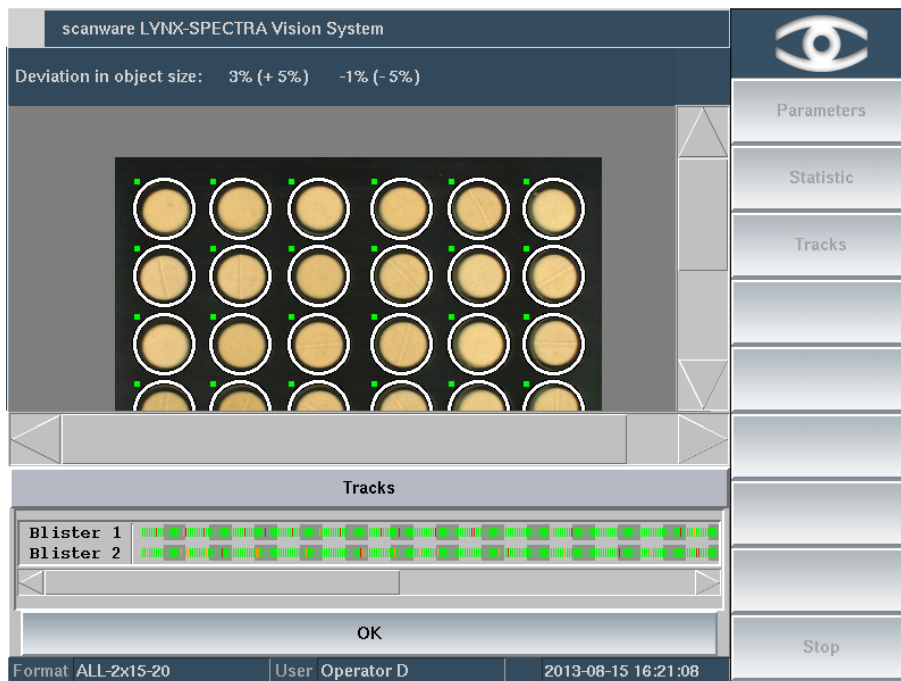 scanware LYNX-SPECTRA Vision System
Deviation in object size: 3% (+ 5%) -1% (- 5%)
Parameters
Statistic
Tracks
Tracks
Blister 1
Blister 2
OK
Stop
Format ALL-2x15-20 User Operator D 2013-08-15 16:21:08